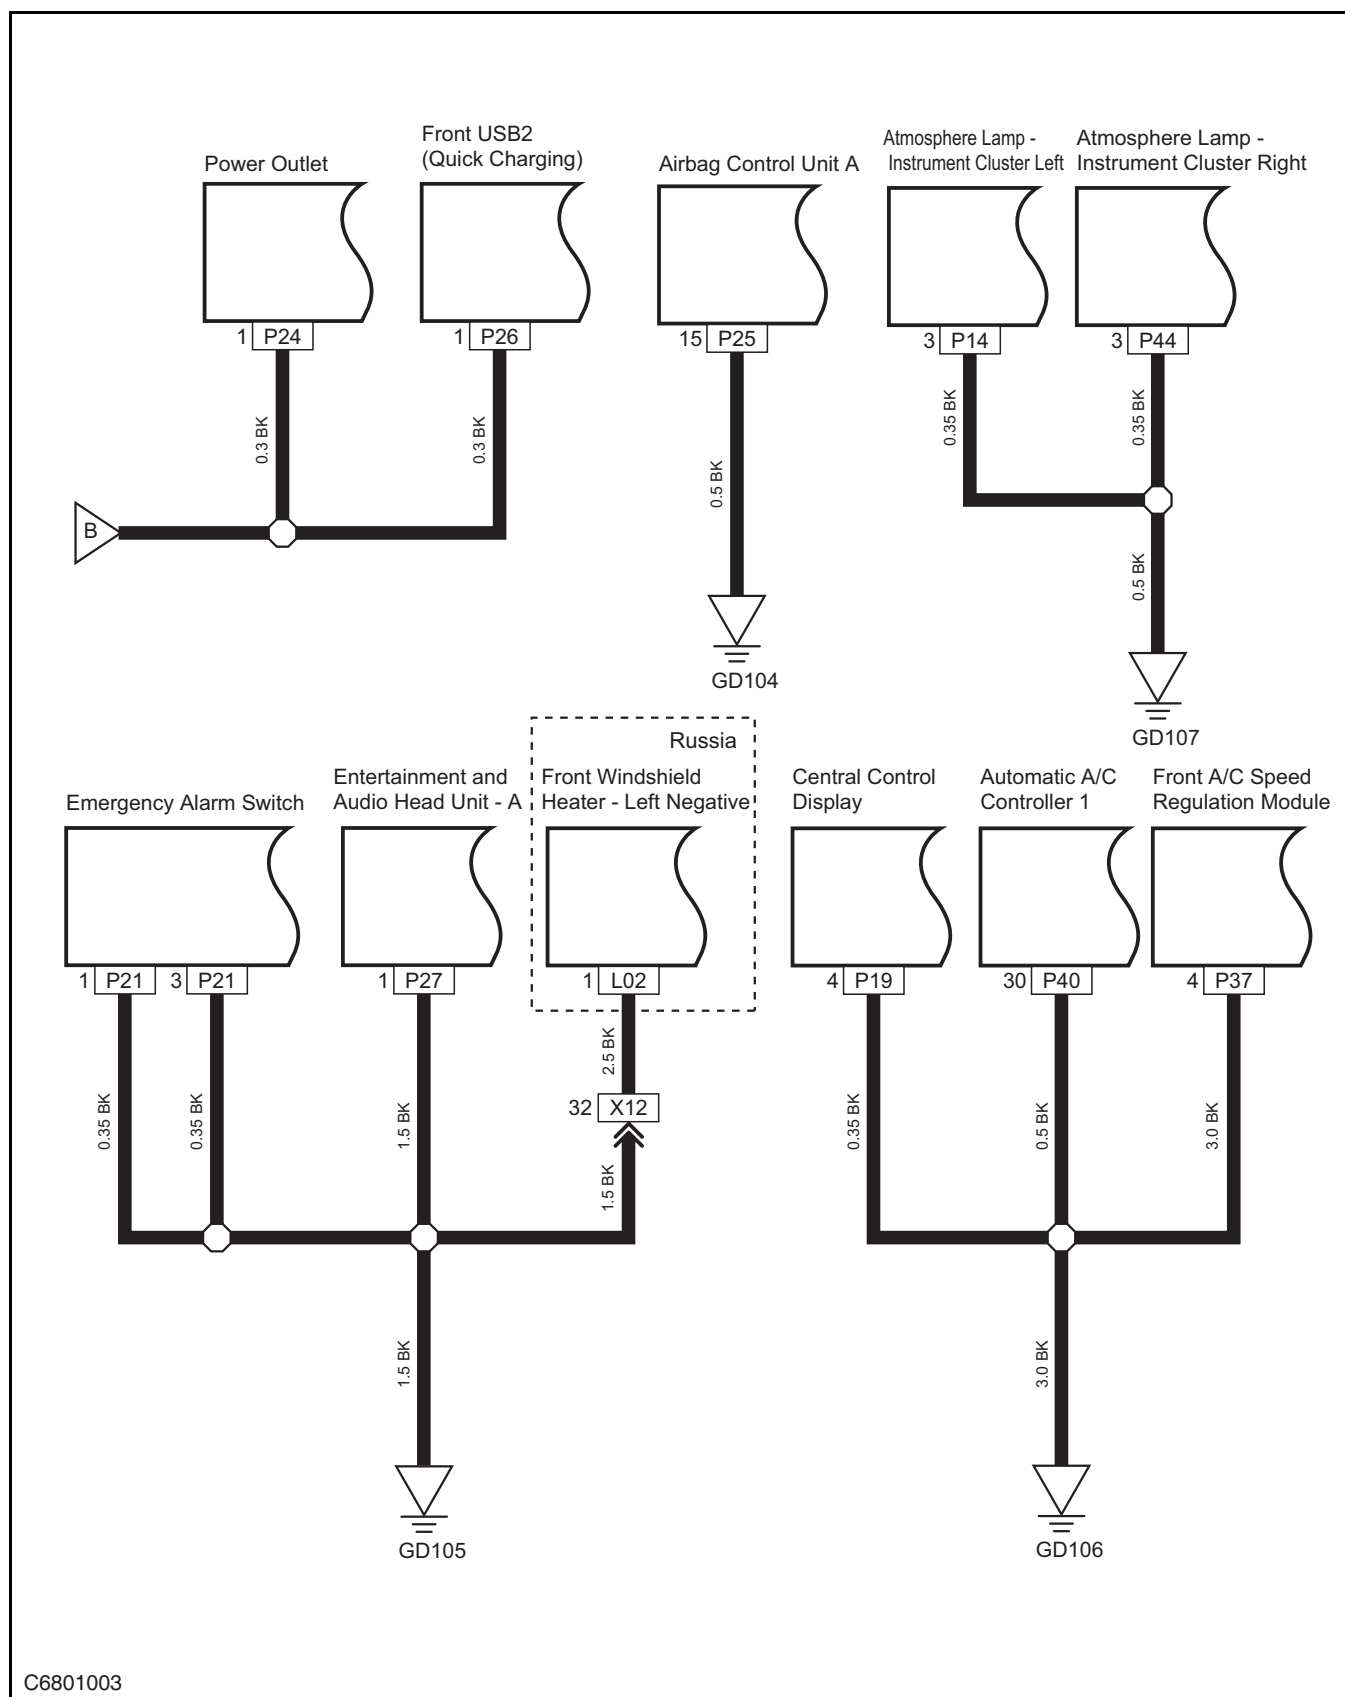 Power Outlet
Front USB2
(Quick Charging)
Airbag Control Unit A
Atmosphere Lamp -
Instrument Cluster Left
Atmosphere Lamp -
Instrument Cluster Right
1 P24
1 P26
15 P25
3 P14
3 P44
0.3 BK
0.3 BK
0.5 BK
0.35 BK
0.35 BK
B
0.5 BK
GD104
GD107
Russia
Emergency Alarm Switch
Entertainment and
Audio Head Unit - A
Front Windshield
Heater - Left Negative
Central Control
Display
Automatic A/C
Controller 1
Front A/C Speed
Regulation Module
1 P21
3 P21
1 P27
1 L02
4 P19
30 P40
4 P37
2.5 BK
32 X12
0.35 BK
0.35 BK
1.5 BK
1.5 BK
0.35 BK
0.5 BK
3.0 BK
1.5 BK
3.0 BK
GD105
GD106
C6801003